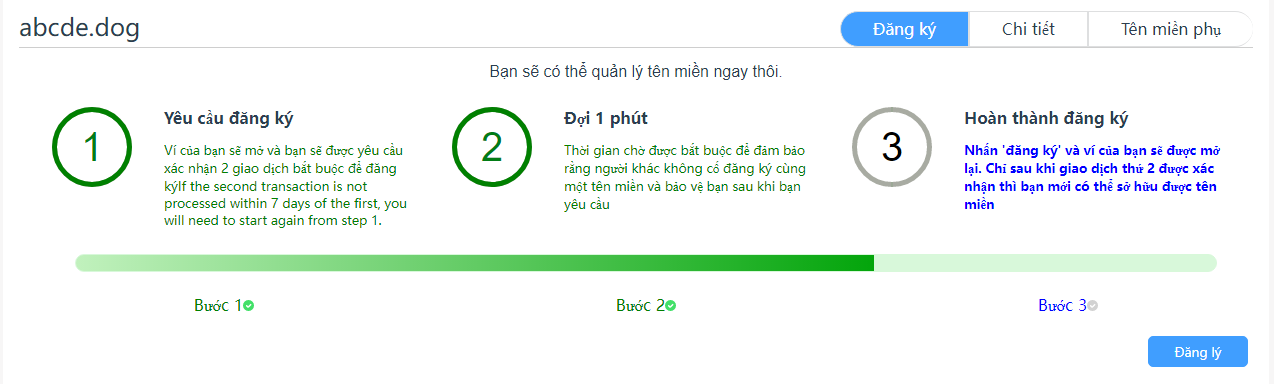 abcde.dog
Đăng ký
Chi tiết
Tên miền phụ
Bạn sẽ có thể quản lý tên miền ngay thôi.
1
Yêu cầu đăng ký
Ví của bạn sẽ mở và bạn sẽ được yêu cầu
xác nhận 2 giao dịch bắt buộc để đăng
kýIf the second transaction is not
processed within 7 days of the first, you
will need to start again from step 1.
2
Đợi 1 phút
Thời gian chờ được bắt buộc để đảm bảo
rằng người khác không cố đăng ký cùng
một tên miền và bảo vệ bạn sau khi bạn
yêu cầu
3
Hoàn thành đăng ký
Nhấn 'đăng ký' và ví của bạn sẽ được mở
lại. Chỉ sau khi giao dịch thứ 2 được xác
nhận thì bạn mới có thể sở hữu được tên
miền
Bước 1
Bước 2
Bước 3
Đăng lý